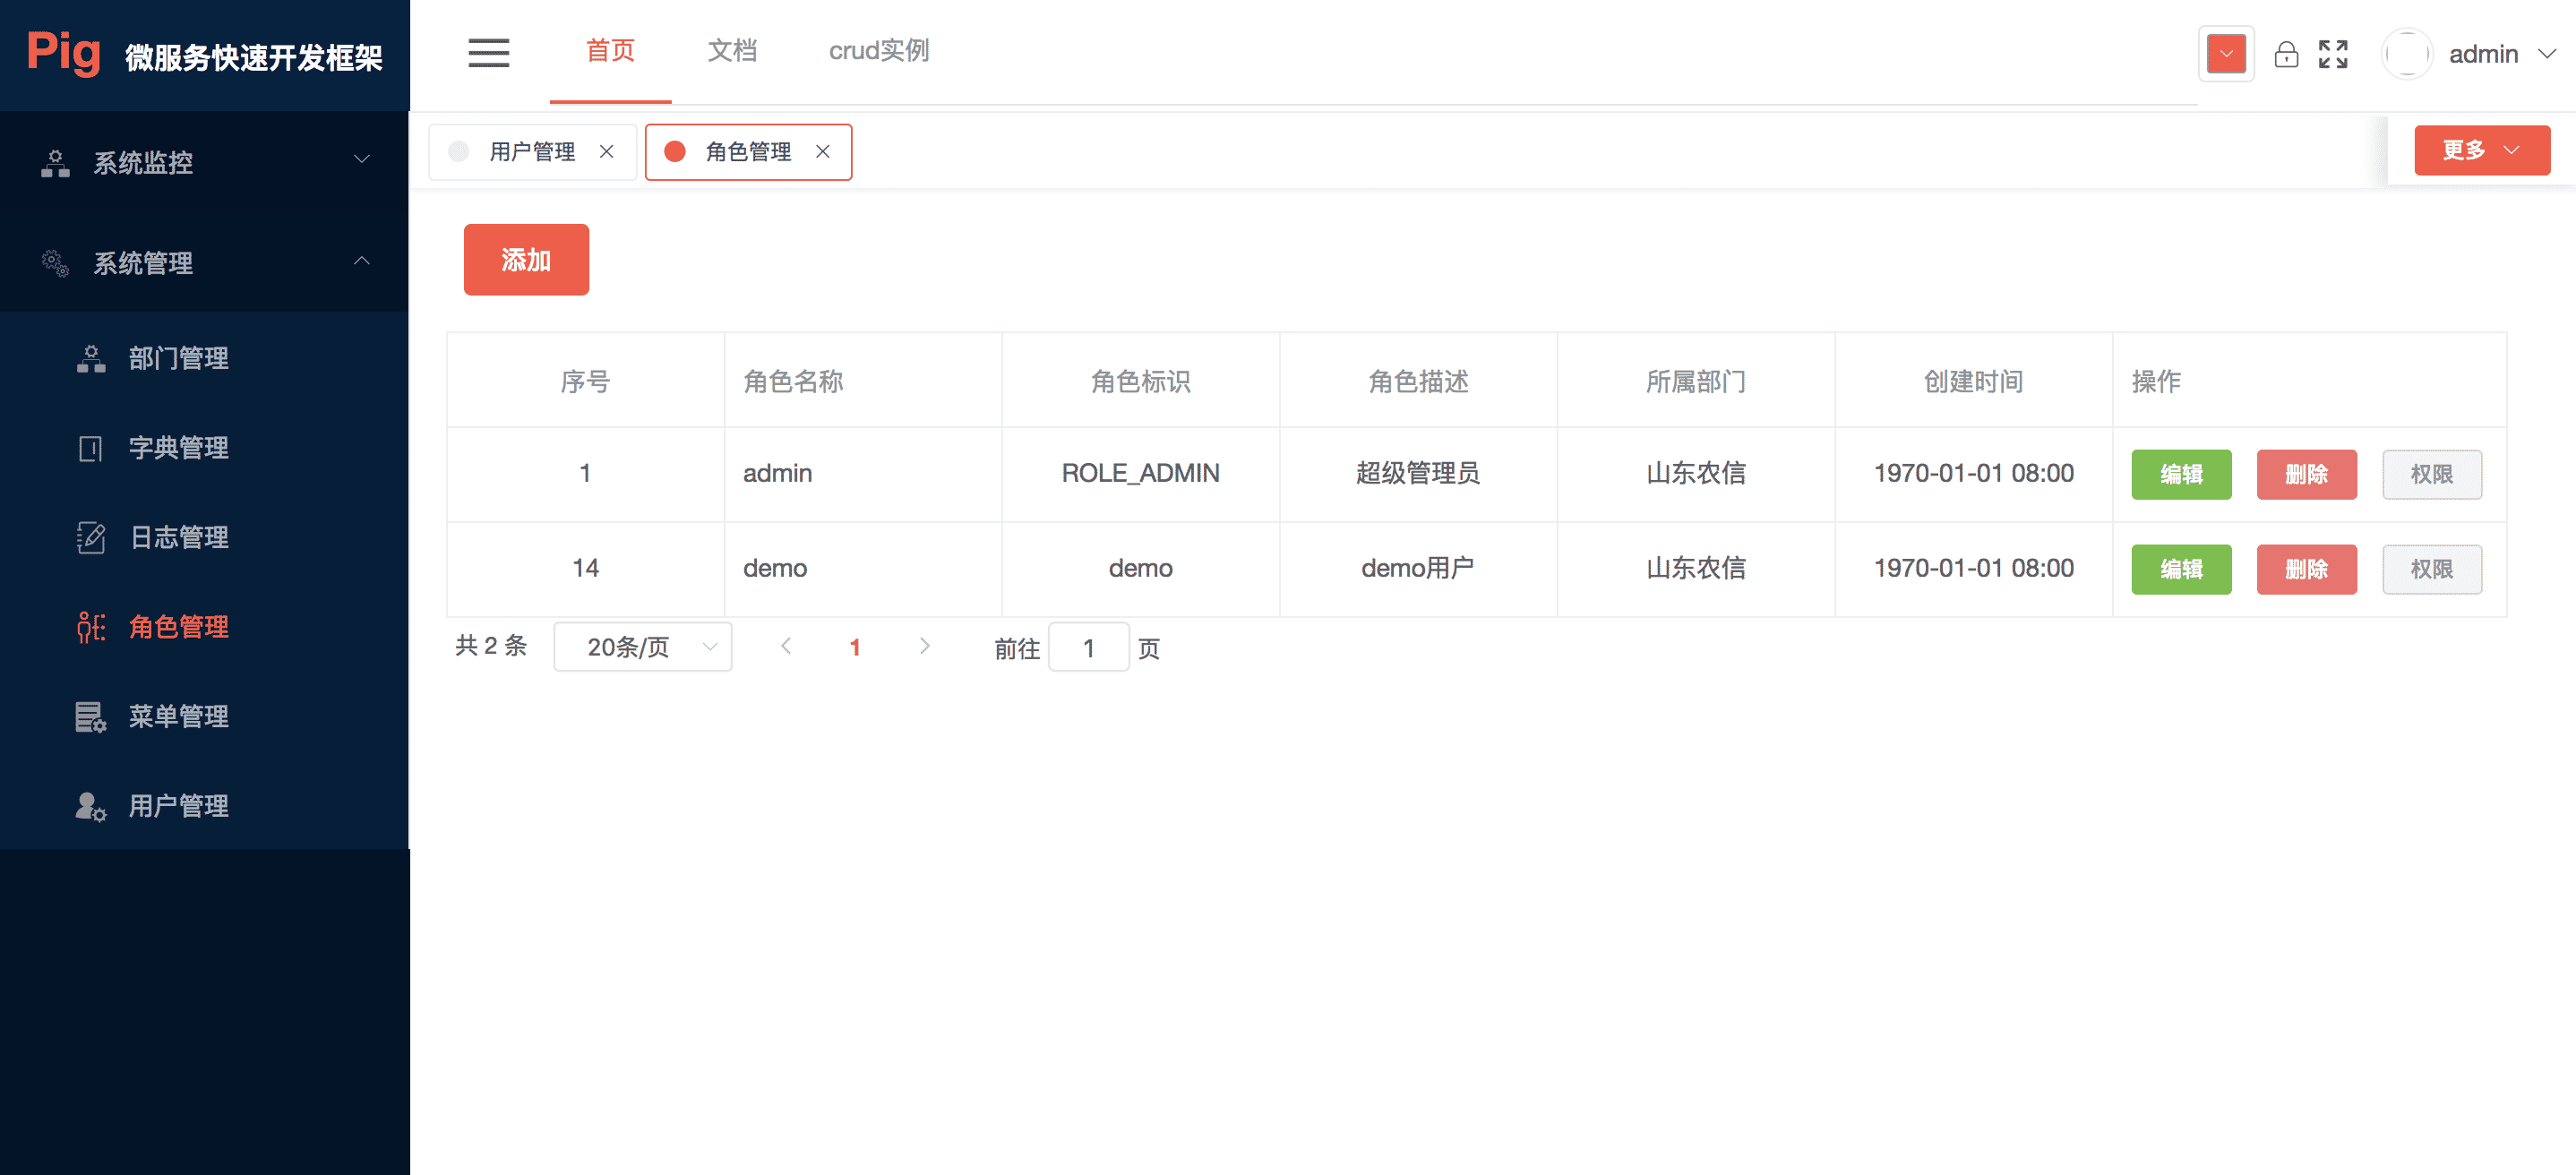 Pig 微服务快速开发框架
首页 文档 crud实例 admin
系统监控
系统管理
部门管理
字典管理
日志管理
角色管理
菜单管理
用户管理
用户管理 角色管理 更多
添加
序号 角色名称 角色标识 角色描述 所属部门 创建时间 操作
1 admin ROLE_ADMIN 超级管理员 山东农信 1970-01-01 08:00 编辑 删除 权限
14 demo demo demo用户 山东农信 1970-01-01 08:00 编辑 删除 权限
共 2 条 20条/页 1 前往 1 页